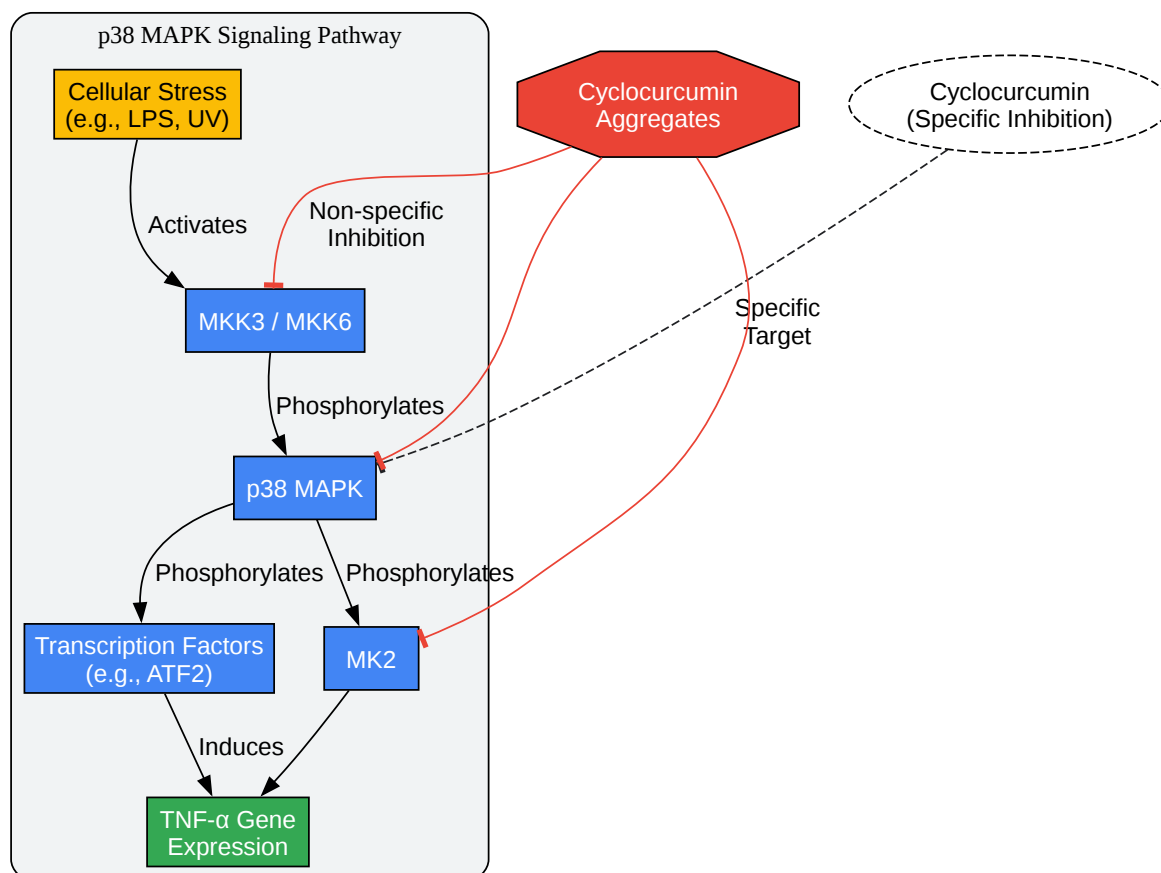 p38 MAPK Signaling Pathway
Cellular Stress
(e.g., LPS, UV)
Cyclocurcumin
Aggregates
Cyclocurcumin
(Specific Inhibition)
Activates
Non-specific
Inhibition
MKK3 / MKK6
Specific
Target
Phosphorylates
p38 MAPK
Phosphorylates
Phosphorylates
Transcription Factors
(e.g., ATF2)
MK2
Induces
TNF-α Gene
Expression